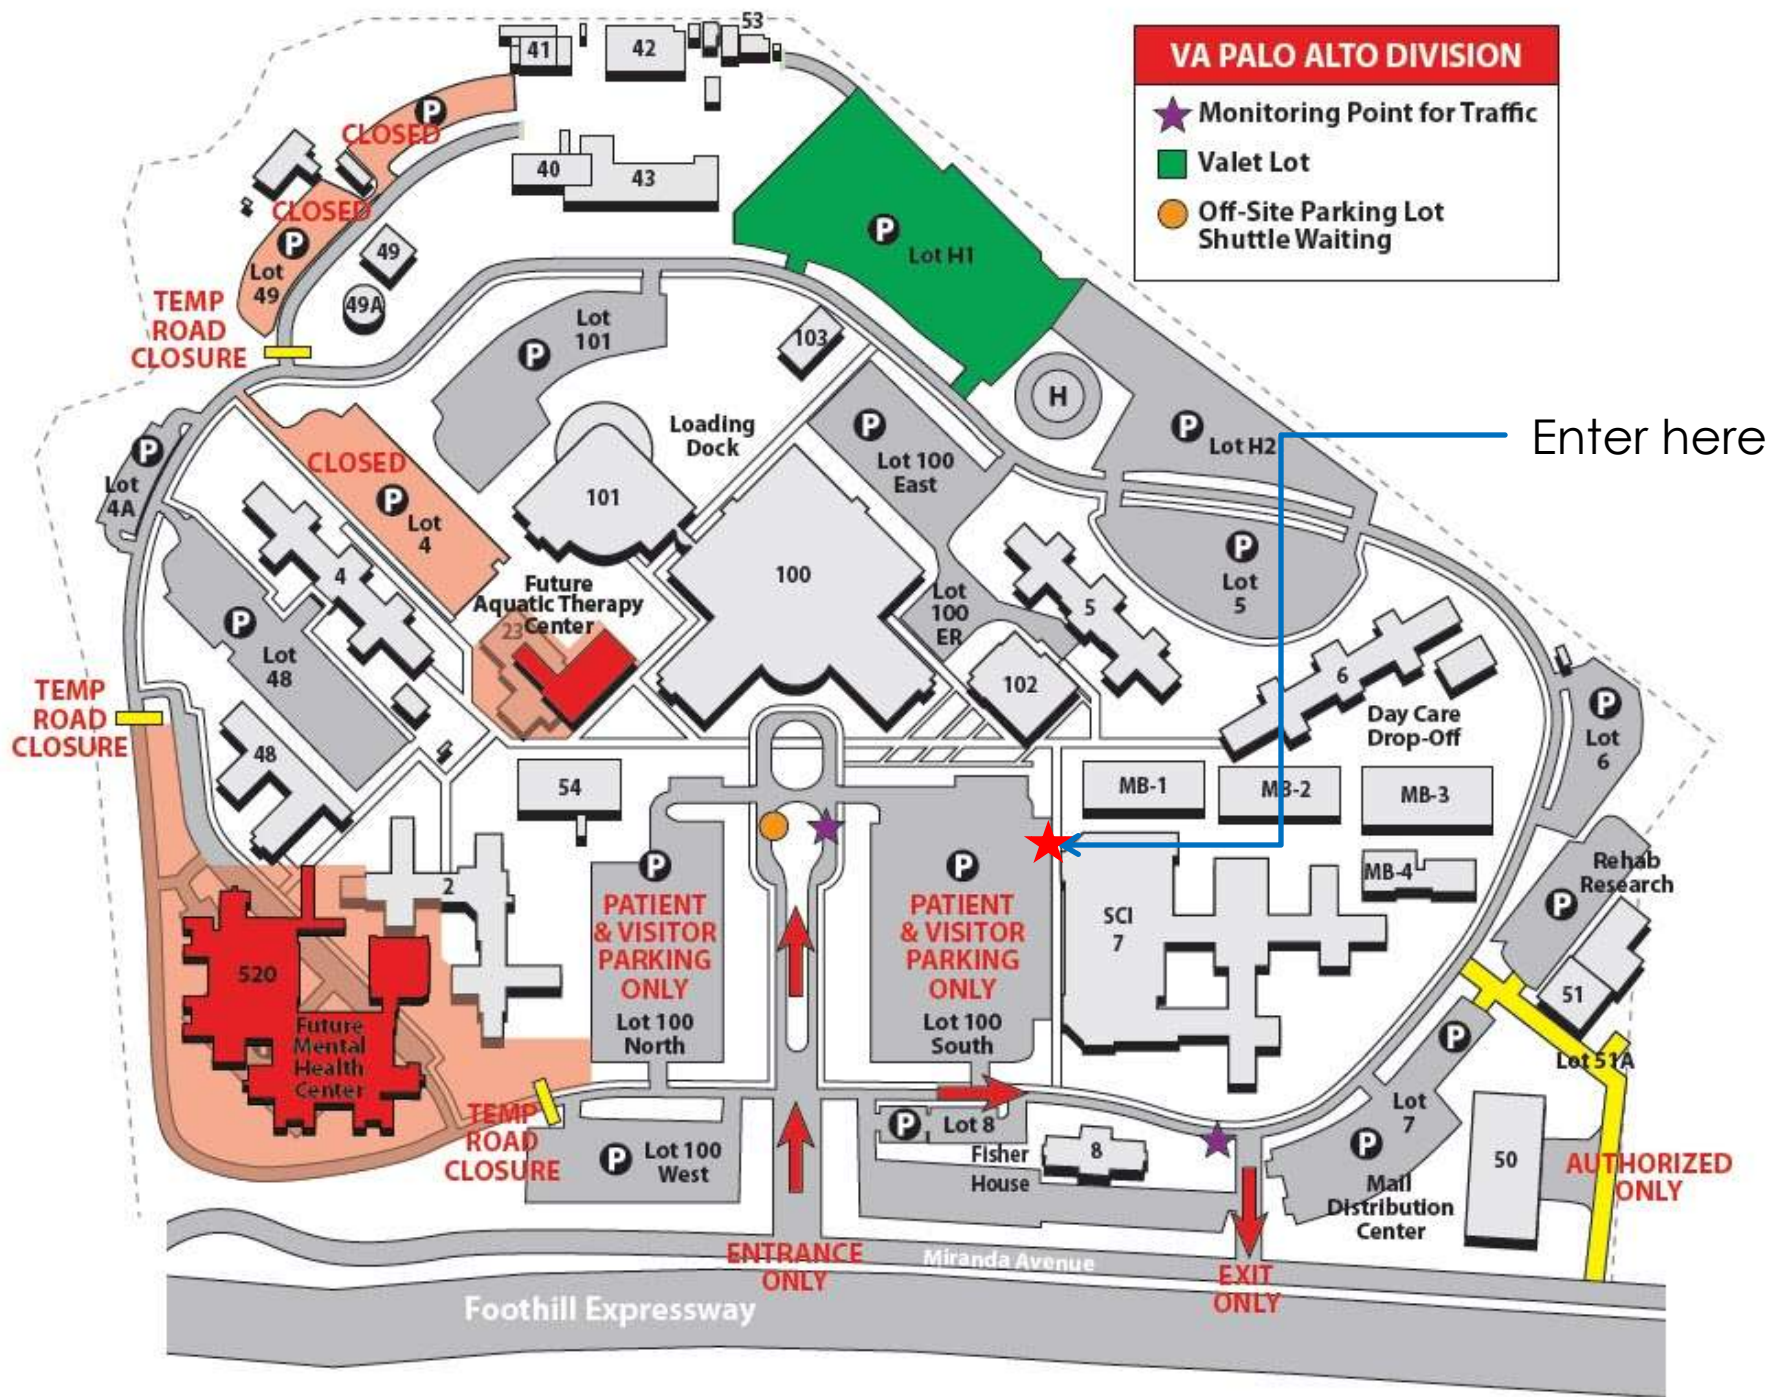 VA PALO ALTO DIVISION
Monitoring Point for Traffic
Valet Lot
Off-Site Parking Lot
Shuttle Waiting
53
41
42
P
CLOSED
40
43
CLOSED
P
Lot
49
49
49A
P
Lot H1
TEMP
ROAD
CLOSURE
Lot
101
P
103
H
P
Lot H2
Enter here
P
Lot
4A
CLOSED
P
Lot
4
Loading
Dock
101
P
Lot 100
East
100
4
Future
Aquatic Therapy
Center
23
Lot
100
ER
5
P
Lot
5
P
Lot
48
102
6
Day Care
Drop-Off
P
Lot
6
TEMP
ROAD
CLOSURE
48
54
MB-1
MB-2
MB-3
MB-4
Rehab
Research
P
2
P
PATIENT
& VISITOR
PARKING
ONLY
Lot 100
North
P
PATIENT
& VISITOR
PARKING
ONLY
Lot 100
South
SCI
7
520
Future
Mental
Health
Center
51
Lot 51A
P
Lot
7
P
Mail
Distribution
Center
TEMP
ROAD
CLOSURE
P
Lot 100
West
P
Lot 8
Fisher
House
8
50
AUTHORIZED
ONLY
ENTRANCE
ONLY
Miranda Avenue
EXIT
ONLY
Foothill Expressway